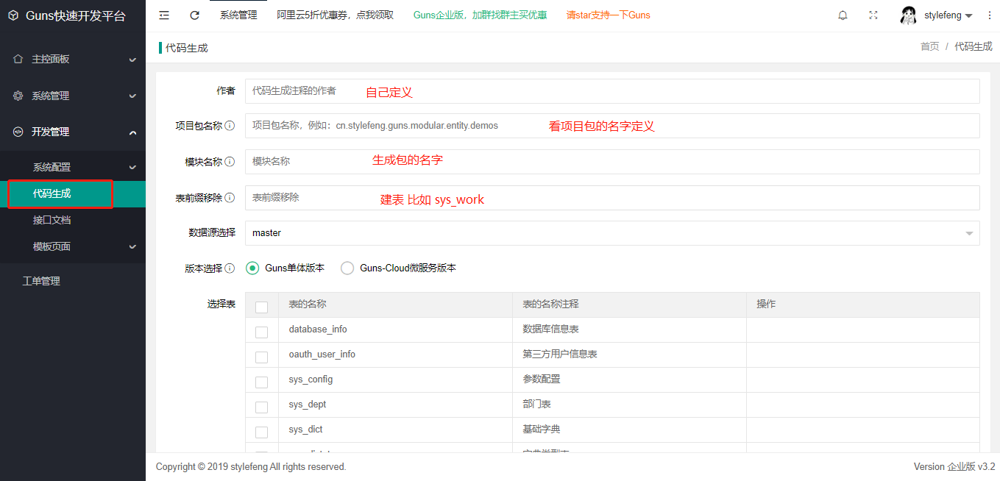 Guns快速开发平台
系统管理 阿里云5折优惠券，点我领取 Guns企业版，加群找群主买优惠 请star支持一下Guns
stylefeng
主控面板
系统管理
开发管理
系统配置
代码生成
接口文档
模板页面
工单管理
代码生成
首页 / 代码生成
作者 代码生成注释的作者 自己定义
项目包名称 项目包名称，例如：cn.stylefeng.guns.modular.entity.demos 看项目包的名字定义
模块名称 模块名称 生成包的名字
表前缀移除 表前缀移除 建表 比如 sys_work
数据源选择 master
版本选择 Guns单体版本 Guns-Cloud微服务版本
选择表 表的名称 表的名称注释 操作
database_info 数据库信息表
oauth_user_info 第三方用户信息表
sys_config 参数配置
sys_dept 部门表
sys_dict 基础字典
Copyright © 2019 stylefeng All rights reserved.
Version 企业版 v3.2